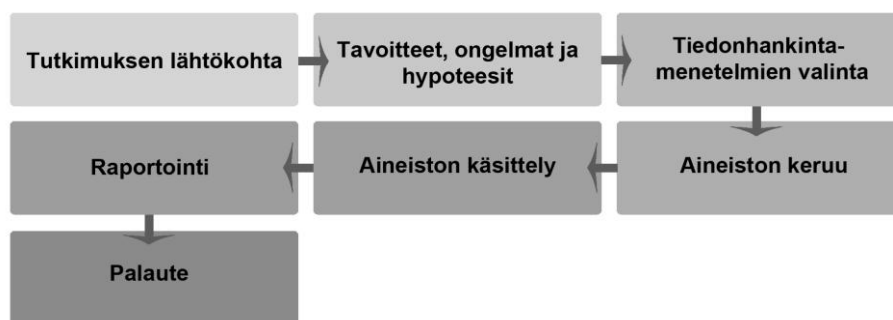 Tutkimuksen lähtökohta
Tavoitteet, ongelmat ja
hypoteesit
Tiedonhankinta-
menetelmien valinta
Aineiston keruu
Aineiston käsittely
Raportointi
Palaute